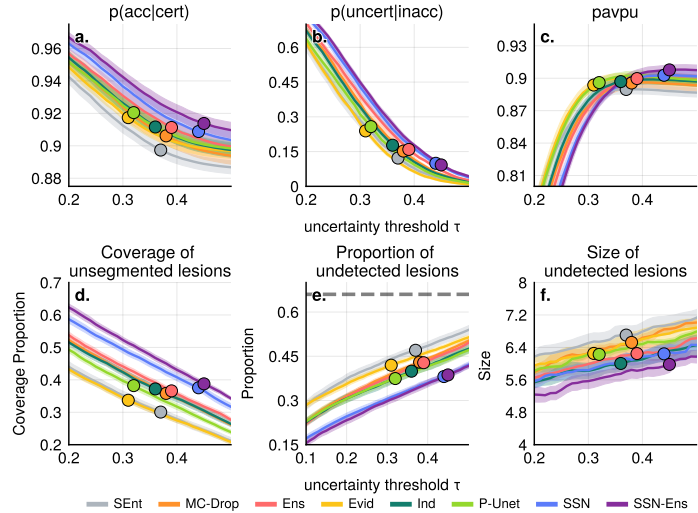 p(acc|cert)
p(uncert|inacc)
pavpu
a.
b.
c.
0.96
0.94
0.92
0.9
0.88
0.6
0.45
0.3
0.15
0
0.93
0.9
0.87
0.84
0.81
0.2 0.3 0.4
0.2 0.3 0.4
0.2 0.3 0.4
uncertainty threshold τ
Coverage of
unsegmented lesions
Proportion of
undetected lesions
Size of
undetected lesions
d.
e.
f.
Coverage Proportion
0.7
0.6
0.5
0.4
0.3
0.2
Proportion
0.6
0.45
0.3
0.15
Size
8
7.2
6.4
5.6
4.8
4
0.2 0.3 0.4
0.1 0.2 0.3 0.4
0.2 0.3 0.4
uncertainty threshold τ
SEnt MC-Drop Ens Evid Ind P-Unet SSN SSN-Ens